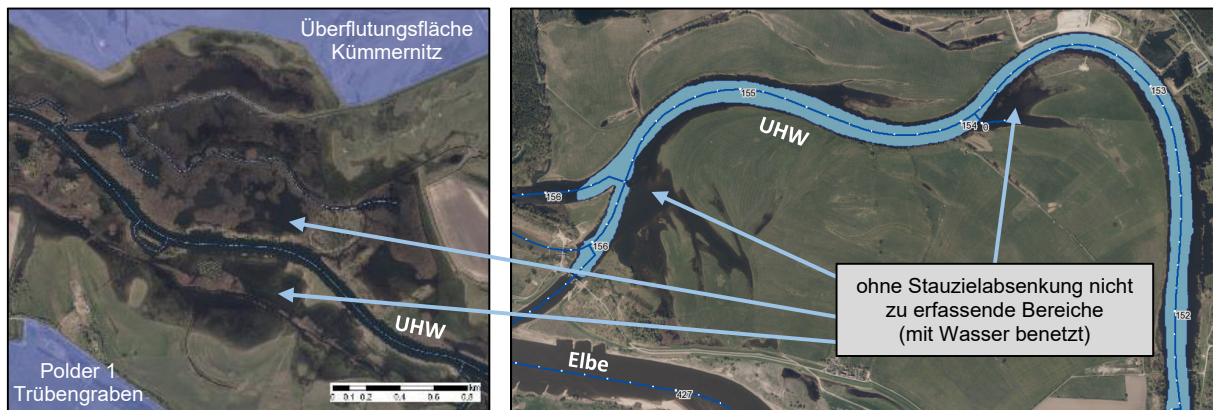 Überflutungsfläche
Kümmernitz
UHW
Polder 1
Trübengraben
km
0 0.1 0.2 0.4 0.6 0.8
155
UHW
154
0
153
156
156
152
ohne Stauzielabsenkung nicht
zu erfassende Bereiche
(mit Wasser benetzt)
Elbe
427